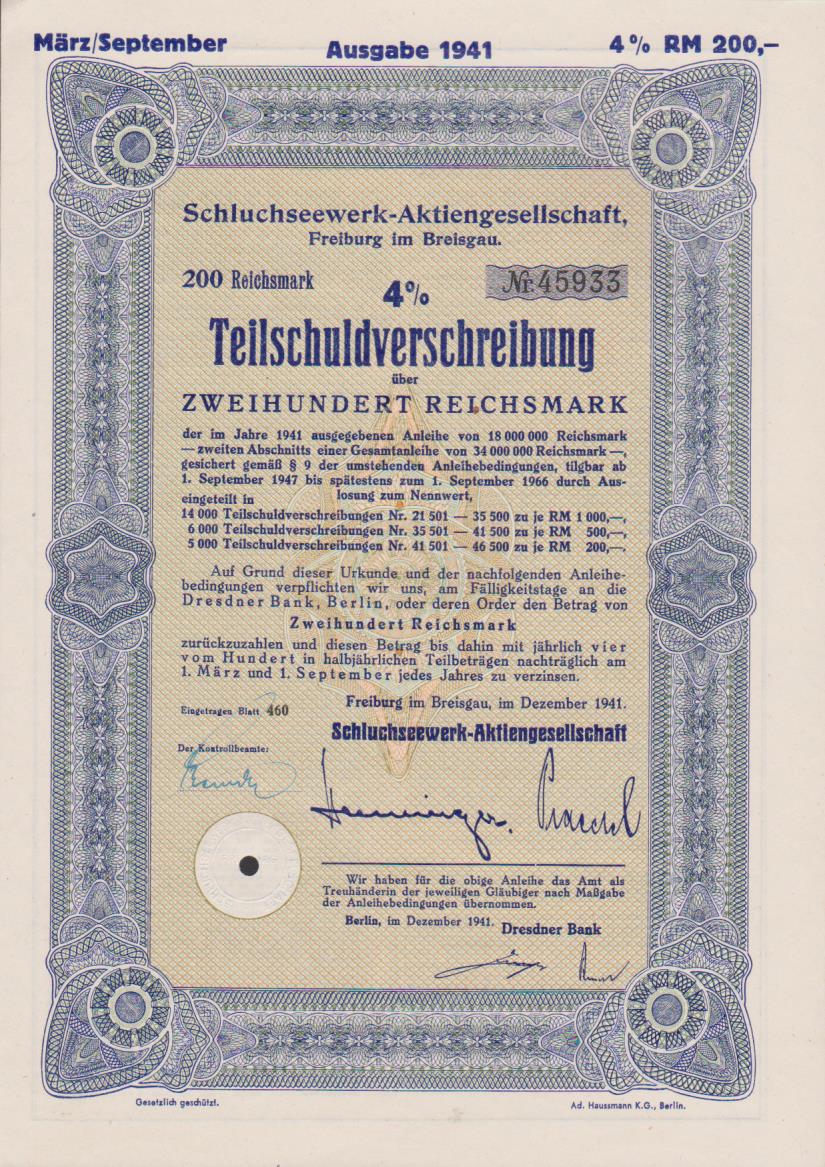 März/September
Ausgabe 1941
4% RM 200,—
Schluchseewerk-Aktiengesellschaft,
Freiburg im Breisgau.
200 Reichsmark
Nr. 45933
4%
Teilschuldverschreibung
über
ZWEIHUNDERT REICHSMARK
der im Jahre 1941 ausgegebenen Anleihe von 18 000 000 Reichsmark
— zweiten Abschnitts einer Gesamtanleihe von 34 000 000 Reichsmark —,
gesichert gemäß § 9 der umstehenden Anleihebedingungen, tilgbar ab
1. September 1947 bis spätestens zum 1. September 1966 durch Aus-
losung zum Nennwert,
eingeteilt in
14 000 Teilschuldverschreibungen Nr. 21 501 — 35 500 zu je RM 1 000,—,
6 000 Teilschuldverschreibungen Nr. 35 501 — 41 500 zu je RM 500,—,
5 000 Teilschuldverschreibungen Nr. 41 501 — 46 500 zu je RM 200,—.
Auf Grund dieser Urkunde und der nachfolgenden Anleihe-
bedingungen verpflichten wir uns, am Fälligkeitstage an die
Dresdner Bank, Berlin, oder deren Order den Betrag von
Zweihundert Reichsmark
zurückzuzahlen und diesen Betrag bis dahin mit jährlich vier
vom Hundert in halbjährlichen Teilbeträgen nachträglich am
1. März und 1. September jedes Jahres zu verzinsen.
Eingetragen Blatt 460
Freiburg im Breisgau, im Dezember 1941.
Schluchseewerk-Aktiengesellschaft
Der Kontrollbeamte:
Wir haben für die obige Anleihe das Amt als
Treuhänderin der jeweiligen Gläubiger nach Maßgabe
der Anleihebedingungen übernommen.
Berlin, im Dezember 1941.
Dresdner Bank
Gesetzlich geschützt.
Ad. Haussmann K.G., Berlin.